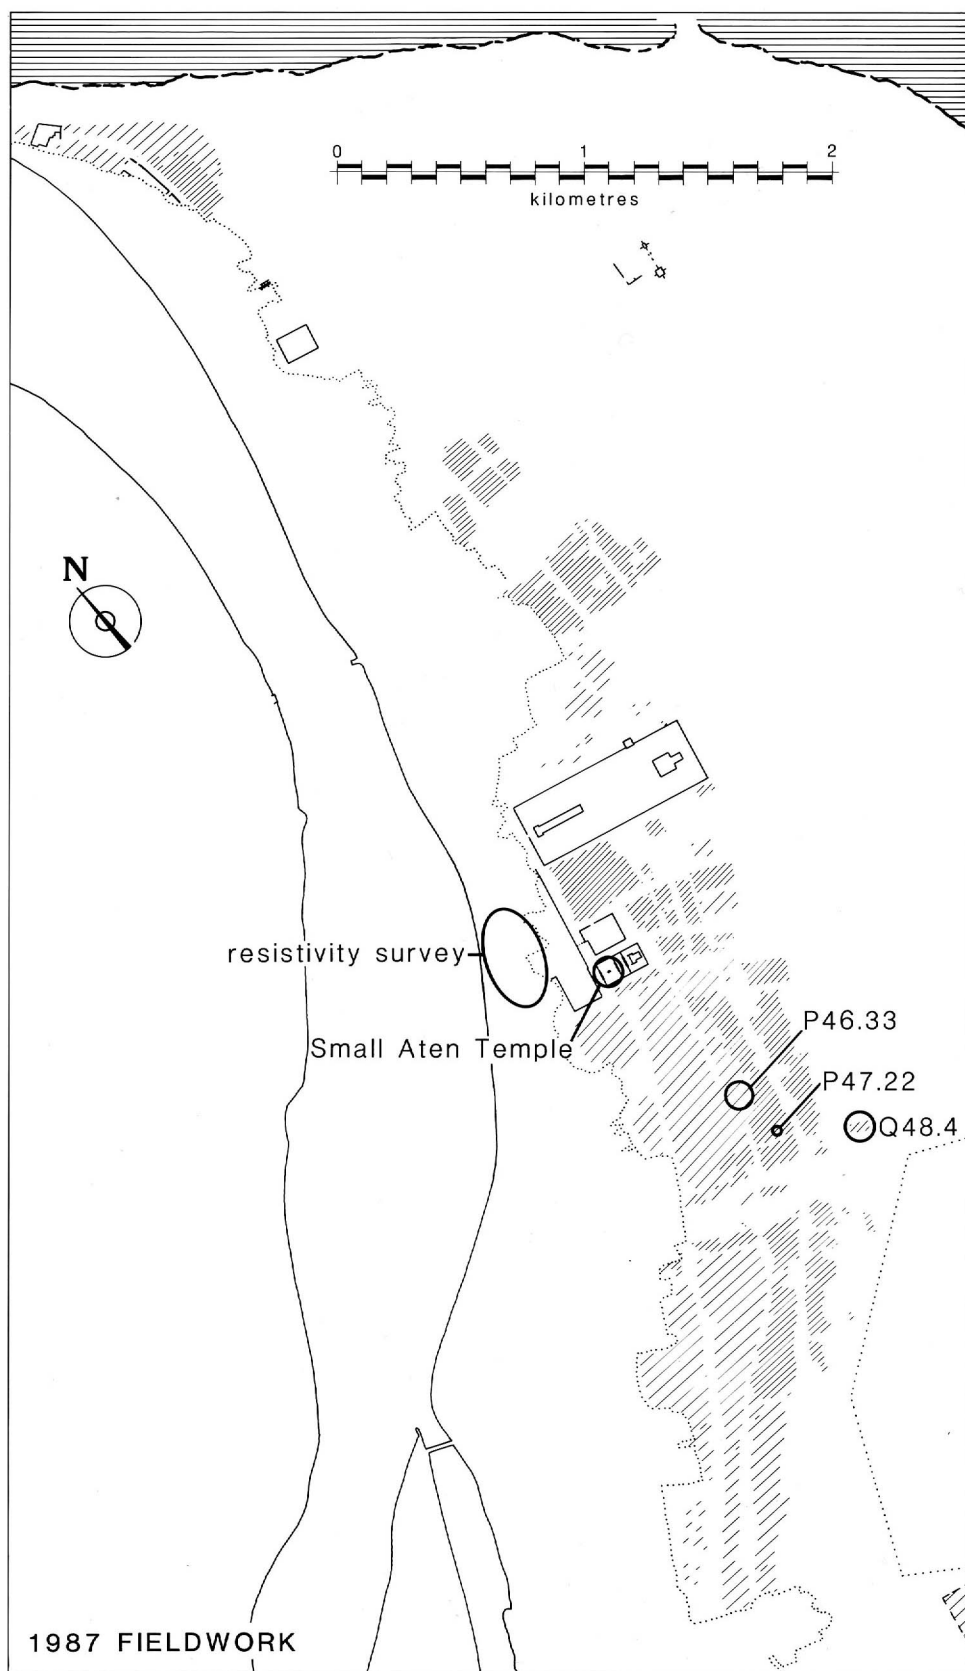 0 1 2
kilometres
N
resistivity survey
Small Aten Temple
P46.33
P47.22
Q48.4
1987 FIELDWORK